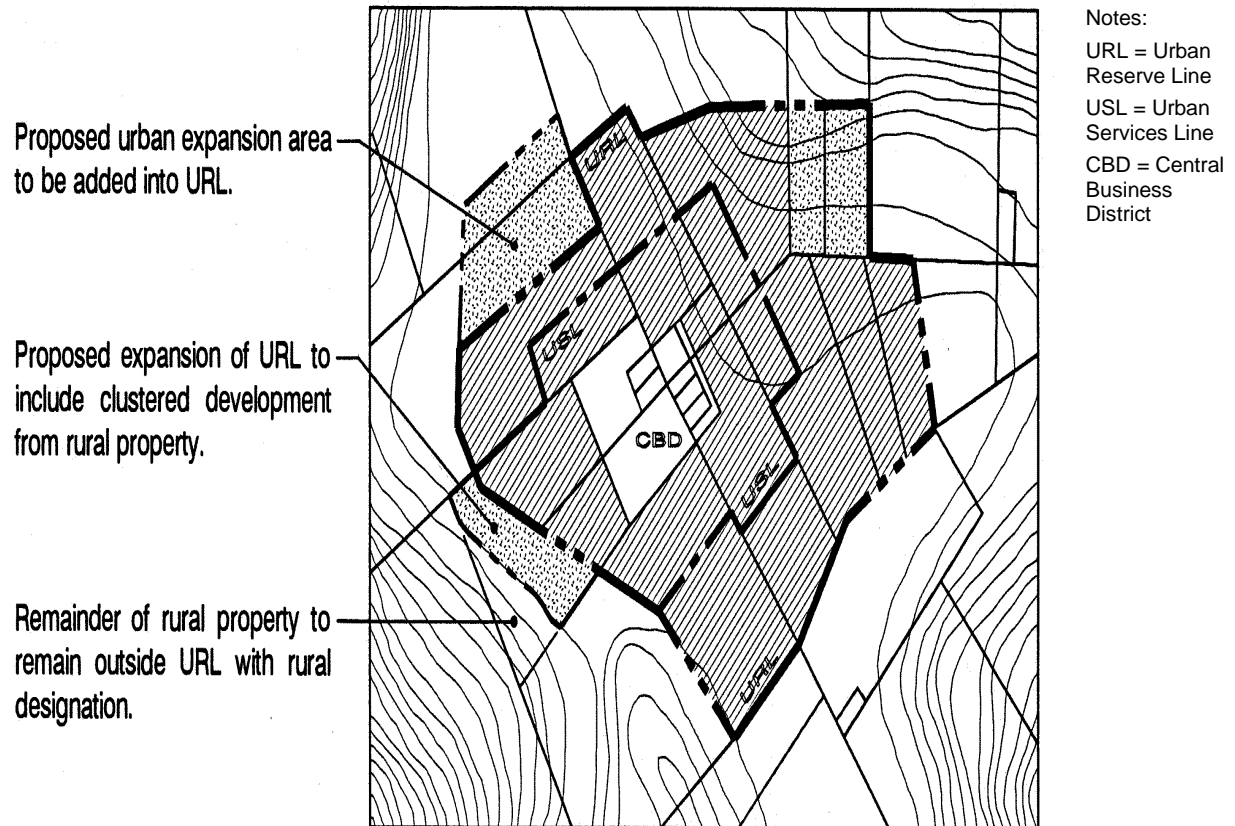 Proposed urban expansion area
to be added into URL.
Proposed expansion of URL to
include clustered development
from rural property.
Remainder of rural property to
remain outside URL with rural
designation.
URL
USL
CBD
USL
URL
Notes:
URL = Urban
Reserve Line
USL = Urban
Services Line
CBD = Central
Business
District